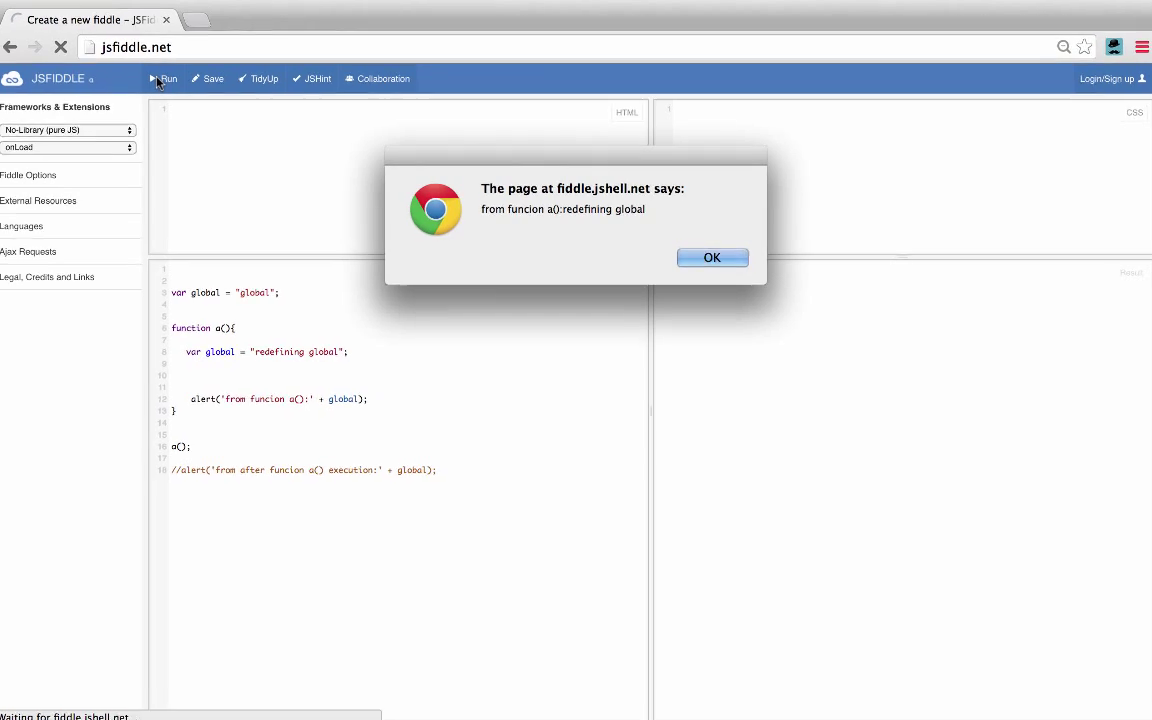 Create a new fiddle – JSFid
jsfiddle.net
JSFIDDLE α
Run
Save
TidyUp
JSHint
Collaboration
Login/Sign up
Frameworks & Extensions
No-Library (pure JS)
onLoad
Fiddle Options
External Resources
Languages
Ajax Requests
Legal, Credits and Links
1
HTML
1
CSS
The page at fiddle.jshell.net says:
from funcion a():redefining global
OK
Result
1
2
3 var global = "global";
4
5
6 function a(){
7
8 var global = "redefining global";
9
10
11
12 alert('from funcion a():' + global);
13 }
14
15
16 a();
17
18 //alert('from after funcion a() execution:' + global);
Waiting for fiddle.jshell.net